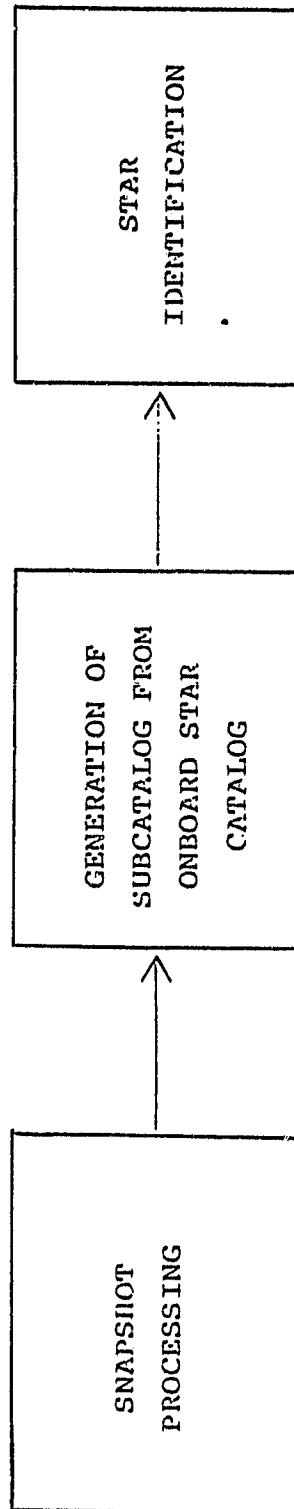 SNAPSHOT
PROCESSING
GENERATION OF
SUBCATALOG FROM
ONBOARD STAR
CATALOG
STAR
IDENTIFICATION